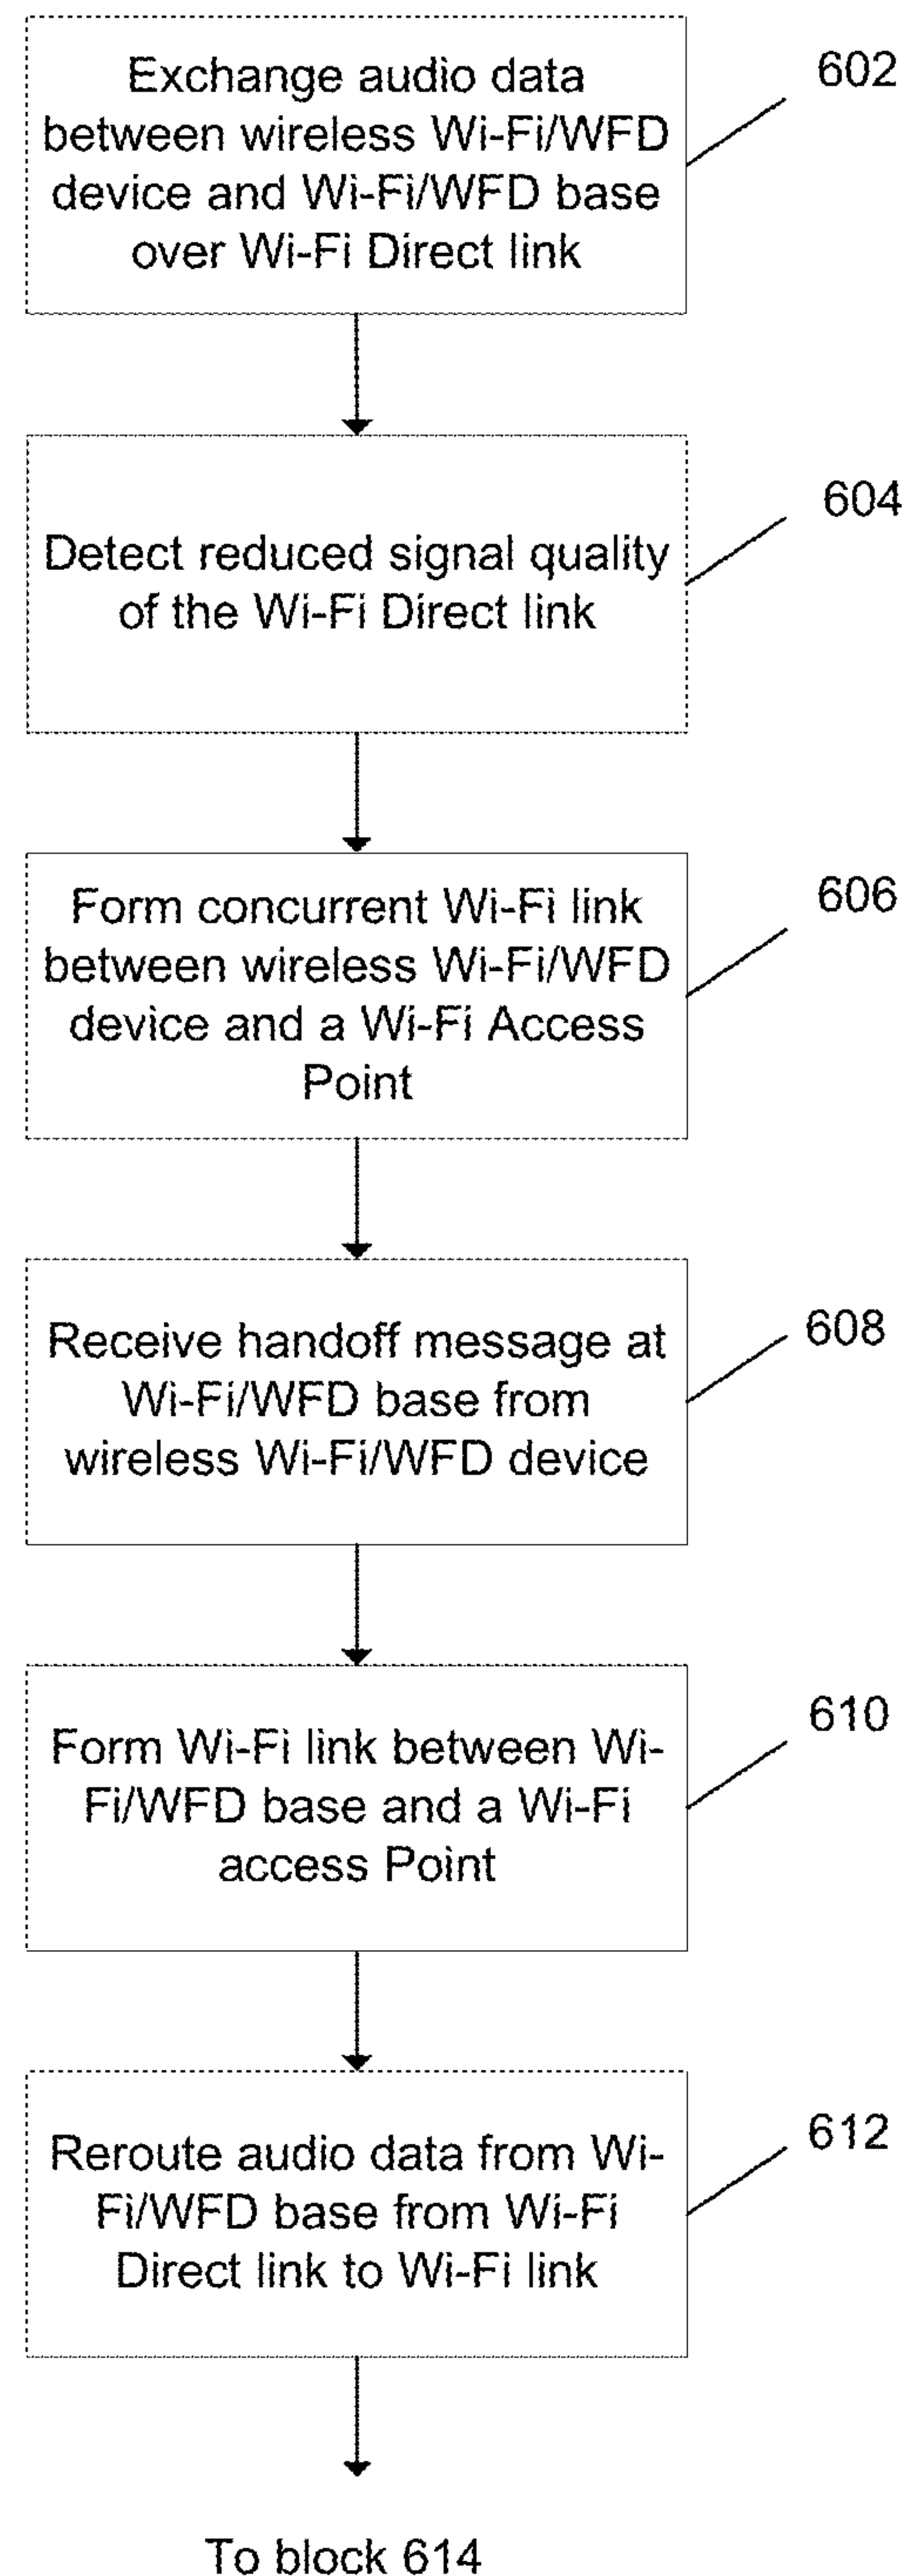 Exchange audio data
between wireless Wi-Fi/WFD
device and Wi-Fi/WFD base
over Wi-Fi Direct link
602
Detect reduced signal quality
of the Wi-Fi Direct link
604
Form concurrent Wi-Fi link
between wireless Wi-Fi/WFD
device and a Wi-Fi Access
Point
606
Receive handoff message at
Wi-Fi/WFD base from
wireless Wi-Fi/WFD device
608
Form Wi-Fi link between Wi-
Fi/WFD base and a Wi-Fi
access Point
610
Reroute audio data from Wi-
Fi/WFD base from Wi-Fi
Direct link to Wi-Fi link
612
To block 614